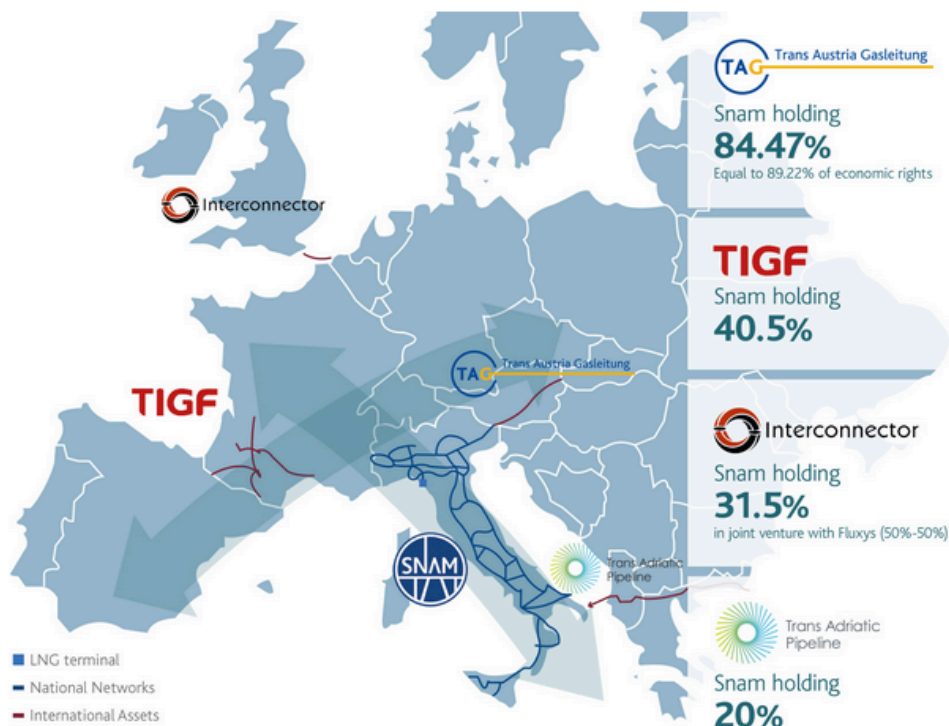 TAG Trans Austria Gasleitung
Snam holding
84.47%
Equal to 89.22% of economic rights
TIGF
Snam holding
40.5%
Interconnector
Snam holding
31.5%
in joint venture with Fluxys (50%-50%)
Trans Adriatic
Pipeline
Snam holding
20%
Interconnector
TAG Trans Austria Gasleitung
TIGF
SNAM
Trans Adriatic
Pipeline
LNG terminal
National Networks
International Assets